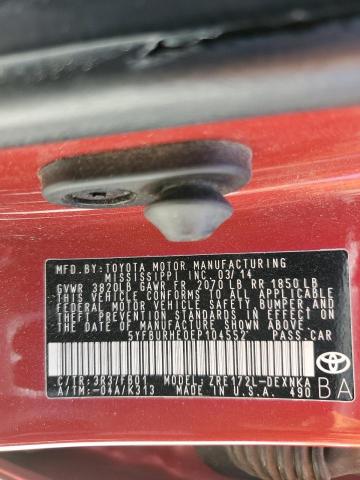 MFD.BY:TOYOTA MOTOR MANUFACTURING
MISSISSIPPI INC 03/14
GVWR 3820LB GAWR FR 2070 LB RR 1850 LB
THIS VEHICLE CONFORMS TO ALL APPLICABLE
FEDERAL MOTOR VEHICLE SAFETY, BUMPER AND
THEFT PREVENTION STANDARDS IN EFFECT ON
THE DATE OF MANUFACTURE SHOWN ABOVE.
5YFBURHE0EP104552 PASS.CAR
C/TR:3R3/FB01 MODEL:ZRE172L-DEXNKA
A/TM:-04A/K313 MADE IN U.S.A. 490
TOYOTA
BA